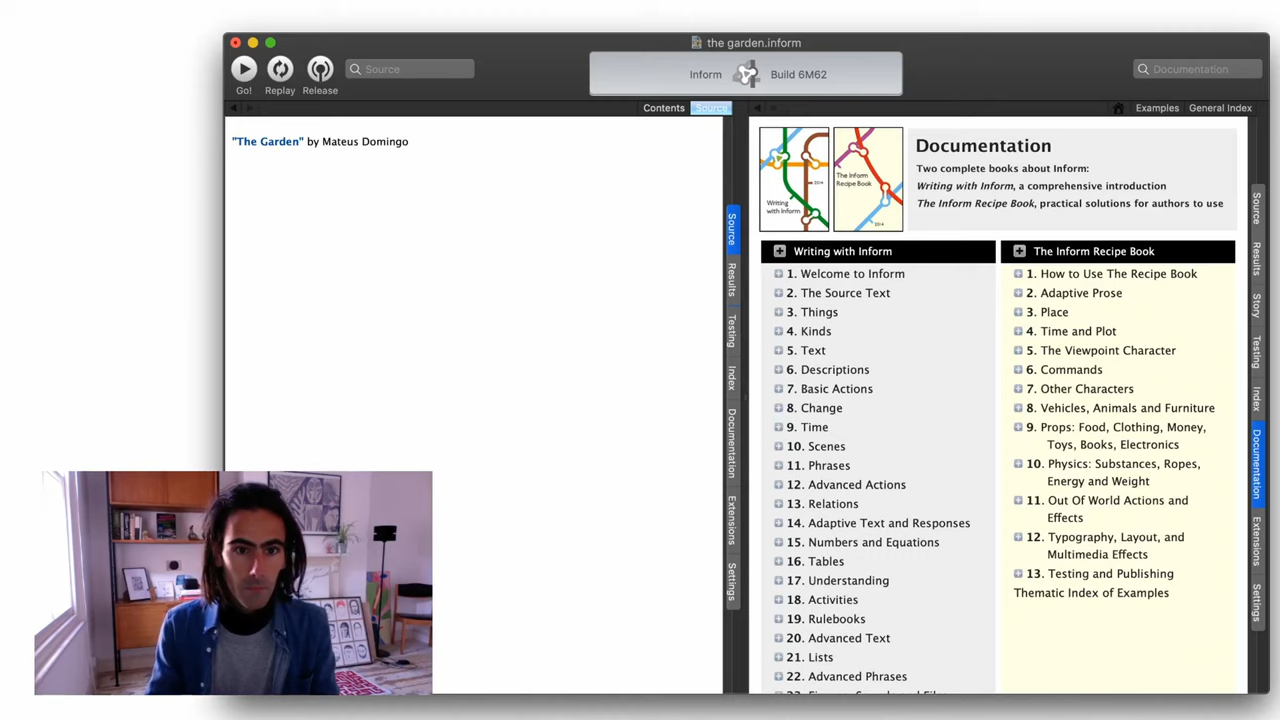 the garden.inform
Go!
Replay
Release
Source
Inform
Build 6M62
Documentation
Contents
Source
Examples
General Index
"The Garden" by Mateus Domingo
Source
Results
Testing
Index
Documentation
Extensions
Settings
Writing
with Inform
2014
The Inform
Recipe Book
2014
Documentation
Two complete books about Inform:
Writing with Inform, a comprehensive introduction
The Inform Recipe Book, practical solutions for authors to use
Writing with Inform
1. Welcome to Inform
2. The Source Text
3. Things
4. Kinds
5. Text
6. Descriptions
7. Basic Actions
8. Change
9. Time
10. Scenes
11. Phrases
12. Advanced Actions
13. Relations
14. Adaptive Text and Responses
15. Numbers and Equations
16. Tables
17. Understanding
18. Activities
19. Rulebooks
20. Advanced Text
21. Lists
22. Advanced Phrases
The Inform Recipe Book
1. How to Use The Recipe Book
2. Adaptive Prose
3. Place
4. Time and Plot
5. The Viewpoint Character
6. Commands
7. Other Characters
8. Vehicles, Animals and Furniture
9. Props: Food, Clothing, Money,
Toys, Books, Electronics
10. Physics: Substances, Ropes,
Energy and Weight
11. Out Of World Actions and
Effects
12. Typography, Layout, and
Multimedia Effects
13. Testing and Publishing
Thematic Index of Examples
Source
Results
Story
Testing
Index
Documentation
Extensions
Settings